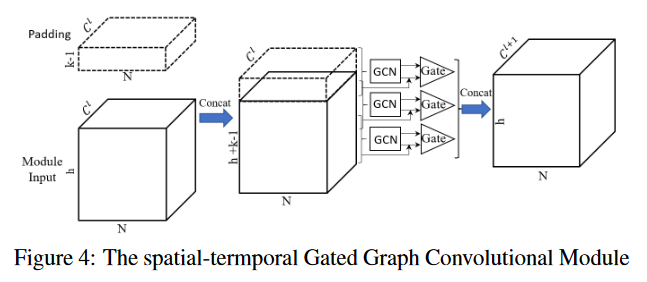 Padding
C^l
k-1
N
Module
Input
C^l
h
N
Concat
C^l
h +k-1
N
GCN
Gate
GCN
Gate
GCN
Gate
Concat
C^{l+1}
h
N
Figure 4: The spatial-termporal Gated Graph Convolutional Module